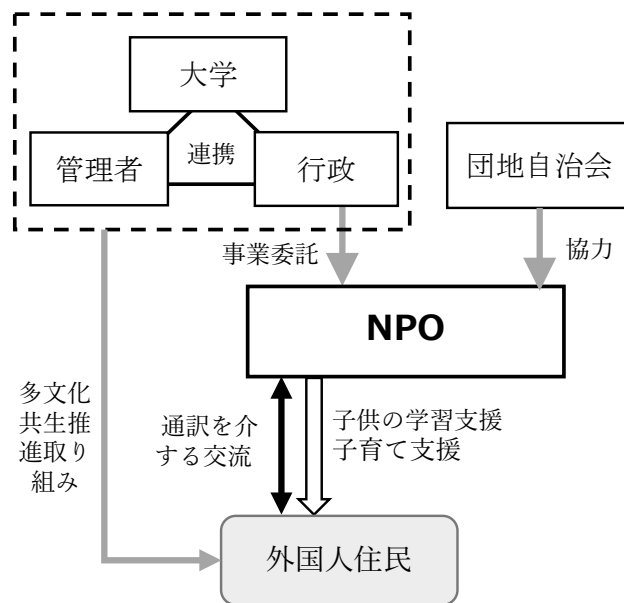 大学
管理者
連携
行政
団地自治会
事業委託
協力
NPO
多文化
共生推
進取り
組み
通訳を介
する交流
子供の学習支援
子育て支援
外国人住民